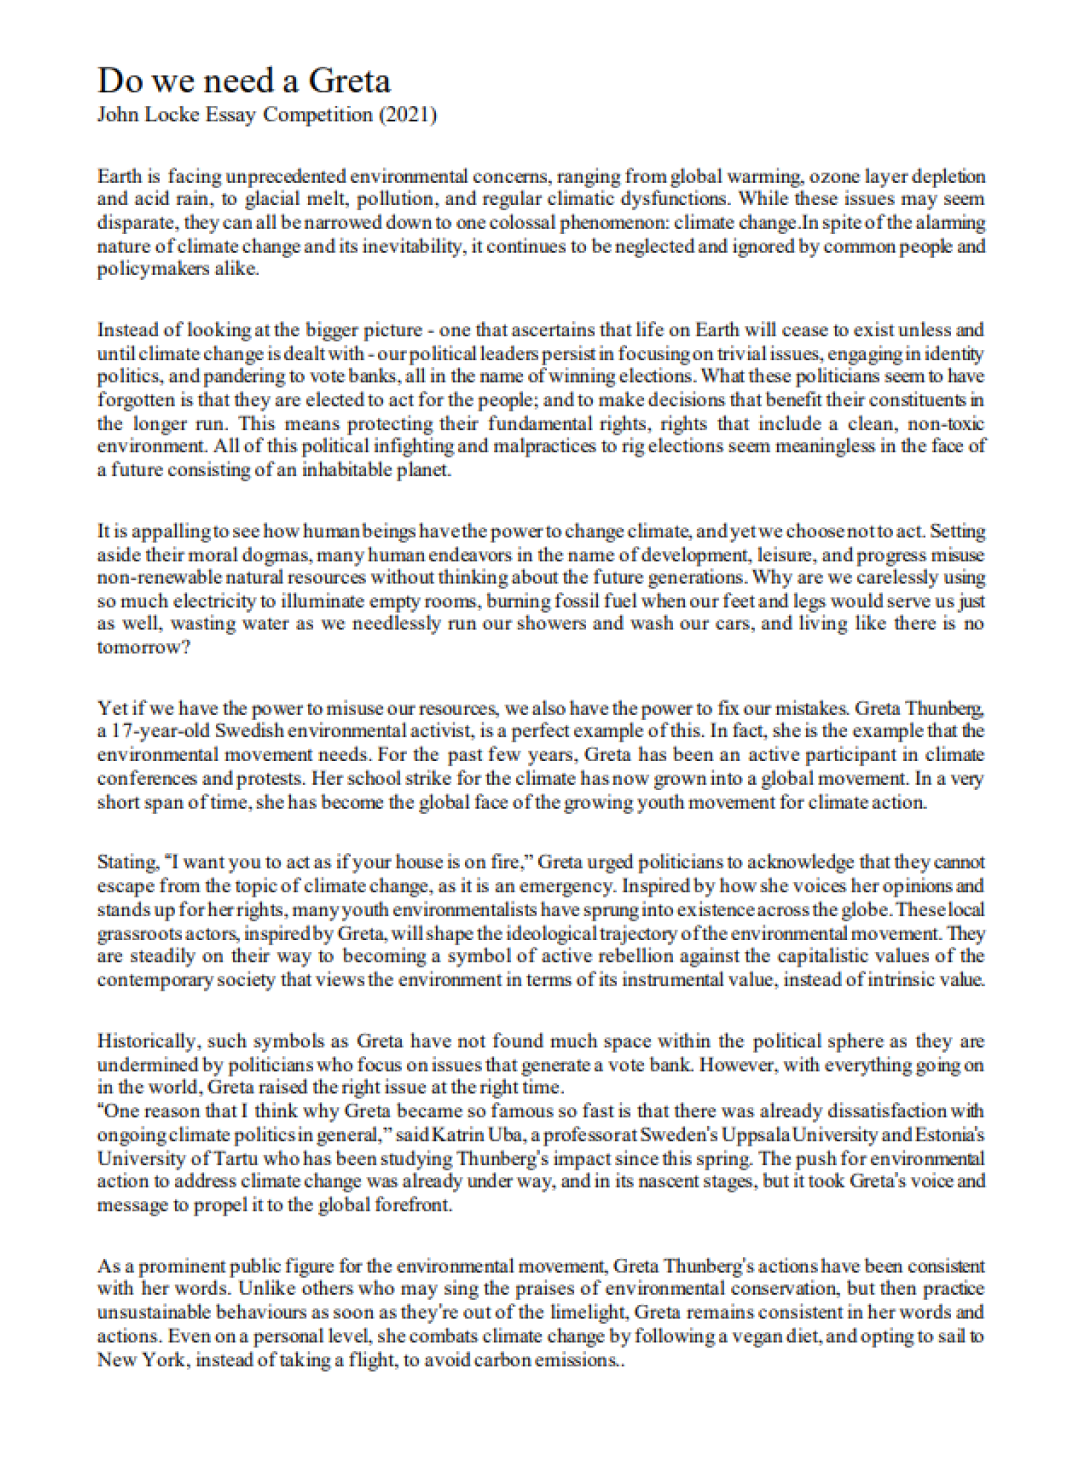 Do we need a Greta
John Locke Essay Competition (2021)
Earth is facing unprecedented environmental concerns, ranging from global warming, ozone layer depletion
and acid rain, to glacial melt, pollution, and regular climatic dysfunctions. While these issues may seem
disparate, they can all be narrowed down to one colossal phenomenon: climate change.In spite of the alarming
nature of climate change and its inevitability, it continues to be neglected and ignored by common people and
policymakers alike.
Instead of looking at the bigger picture - one that ascertains that life on Earth will cease to exist unless and
until climate change is dealt with - our political leaders persist in focusing on trivial issues, engaging in identity
politics, and pandering to vote banks, all in the name of winning elections. What these politicians seem to have
forgotten is that they are elected to act for the people; and to make decisions that benefit their constituents in
the longer run. This means protecting their fundamental rights, rights that include a clean, non-toxic
environment. All of this political infighting and malpractices to rig elections seem meaningless in the face of
a future consisting of an inhabitable planet.
It is appalling to see how human beings have the power to change climate, and yet we choose not to act. Setting
aside their moral dogmas, many human endeavors in the name of development, leisure, and progress misuse
non-renewable natural resources without thinking about the future generations. Why are we carelessly using
so much electricity to illuminate empty rooms, burning fossil fuel when our feet and legs would serve us just
as well, wasting water as we needlessly run our showers and wash our cars, and living like there is no
tomorrow?
Yet if we have the power to misuse our resources, we also have the power to fix our mistakes. Greta Thunberg,
a 17-year-old Swedish environmental activist, is a perfect example of this. In fact, she is the example that the
environmental movement needs. For the past few years, Greta has been an active participant in climate
conferences and protests. Her school strike for the climate has now grown into a global movement. In a very
short span of time, she has become the global face of the growing youth movement for climate action.
Stating, “I want you to act as if your house is on fire,” Greta urged politicians to acknowledge that they cannot
escape from the topic of climate change, as it is an emergency. Inspired by how she voices her opinions and
stands up for her rights, many youth environmentalists have sprung into existence across the globe. These local
grassroots actors, inspired by Greta, will shape the ideological trajectory of the environmental movement. They
are steadily on their way to becoming a symbol of active rebellion against the capitalistic values of the
contemporary society that views the environment in terms of its instrumental value, instead of intrinsic value.
Historically, such symbols as Greta have not found much space within the political sphere as they are
undermined by politicians who focus on issues that generate a vote bank. However, with everything going on
in the world, Greta raised the right issue at the right time.
“One reason that I think why Greta became so famous so fast is that there was already dissatisfaction with
ongoing climate politics in general,” said Katrin Uba, a professor at Sweden's Uppsala University and Estonia's
University of Tartu who has been studying Thunberg's impact since this spring. The push for environmental
action to address climate change was already under way, and in its nascent stages, but it took Greta's voice and
message to propel it to the global forefront.
As a prominent public figure for the environmental movement, Greta Thunberg's actions have been consistent
with her words. Unlike others who may sing the praises of environmental conservation, but then practice
unsustainable behaviours as soon as they're out of the limelight, Greta remains consistent in her words and
actions. Even on a personal level, she combats climate change by following a vegan diet, and opting to sail to
New York, instead of taking a flight, to avoid carbon emissions..